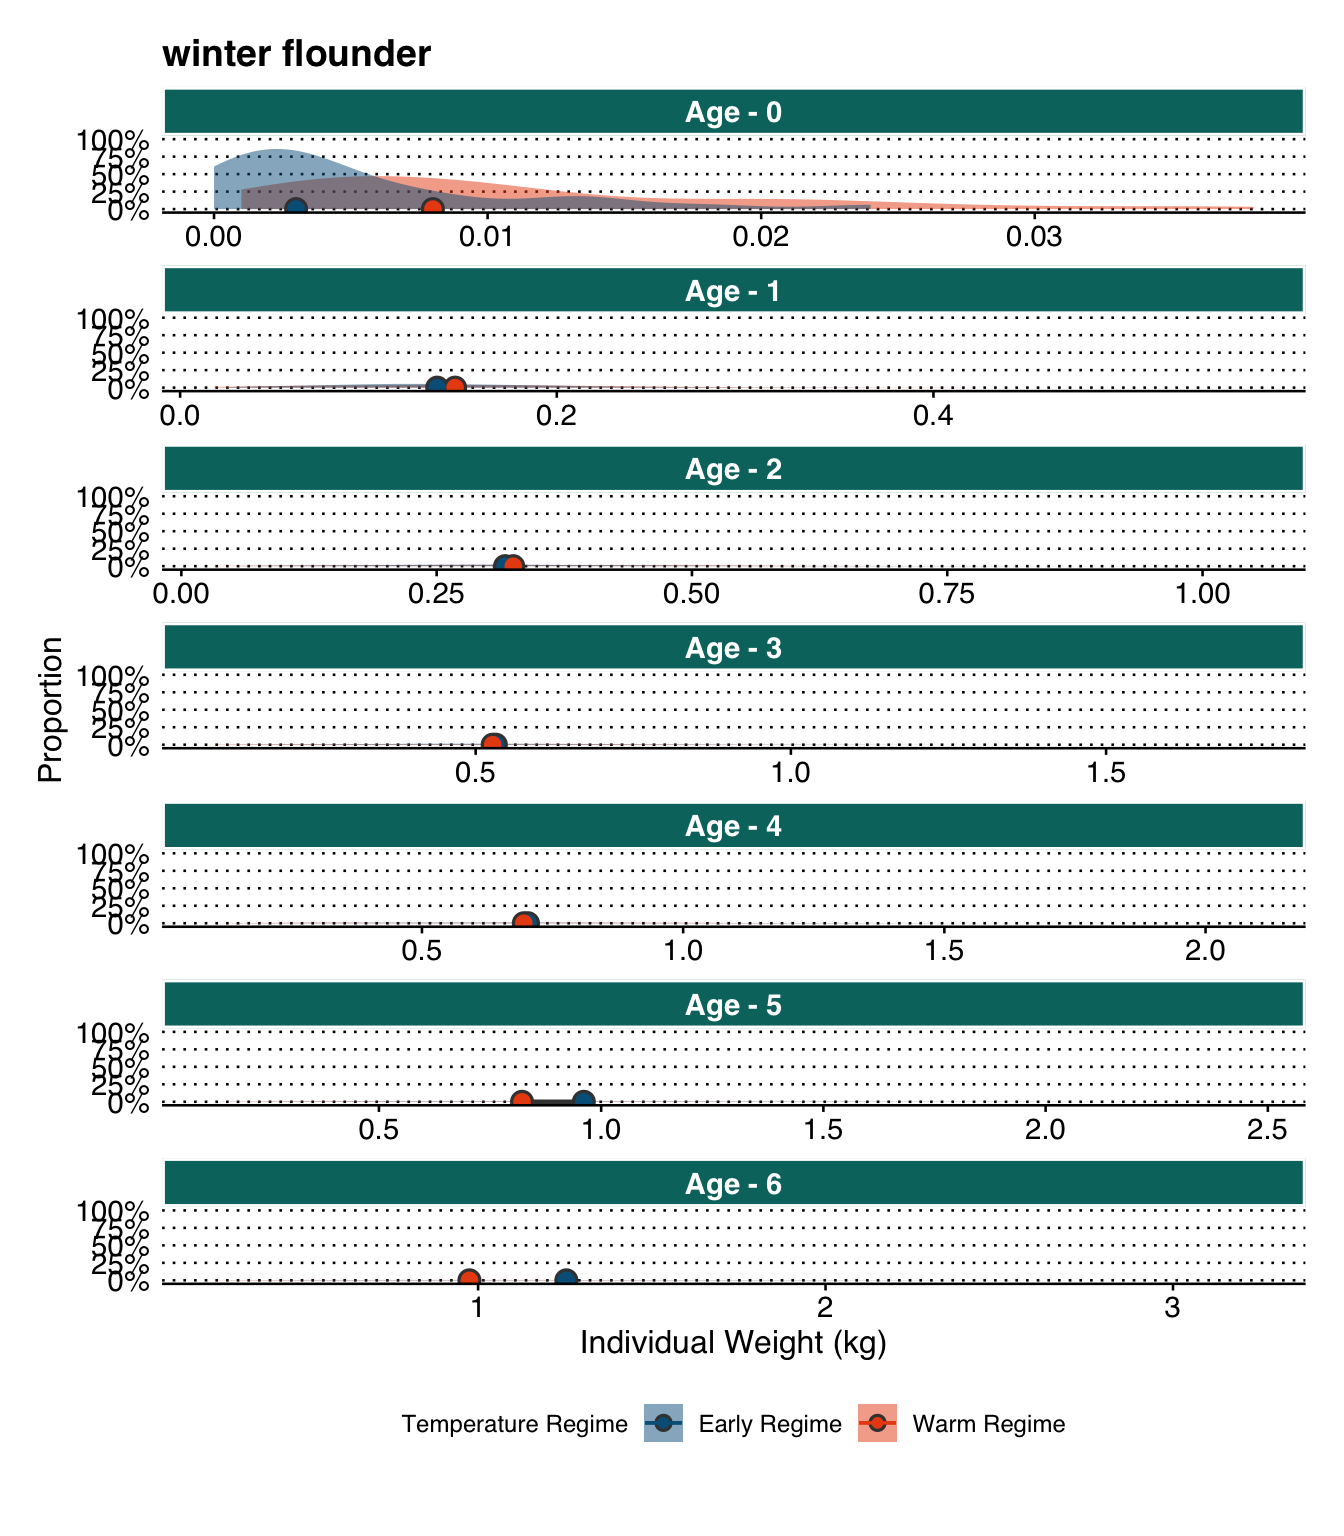 winter flounder
Age - 0
100%
75%
50%
25%
0%
0.00 0.01 0.02 0.03
Age - 1
100%
75%
50%
25%
0%
0.0 0.2 0.4
Age - 2
100%
75%
50%
25%
0%
0.00 0.25 0.50 0.75 1.00
Age - 3
100%
75%
50%
25%
0%
0.5 1.0 1.5
Age - 4
100%
75%
50%
25%
0%
0.5 1.0 1.5 2.0
Age - 5
100%
75%
50%
25%
0%
0.5 1.0 1.5 2.0 2.5
Age - 6
100%
75%
50%
25%
0%
1 2 3
Proportion
Individual Weight (kg)
Temperature Regime Early Regime Warm Regime